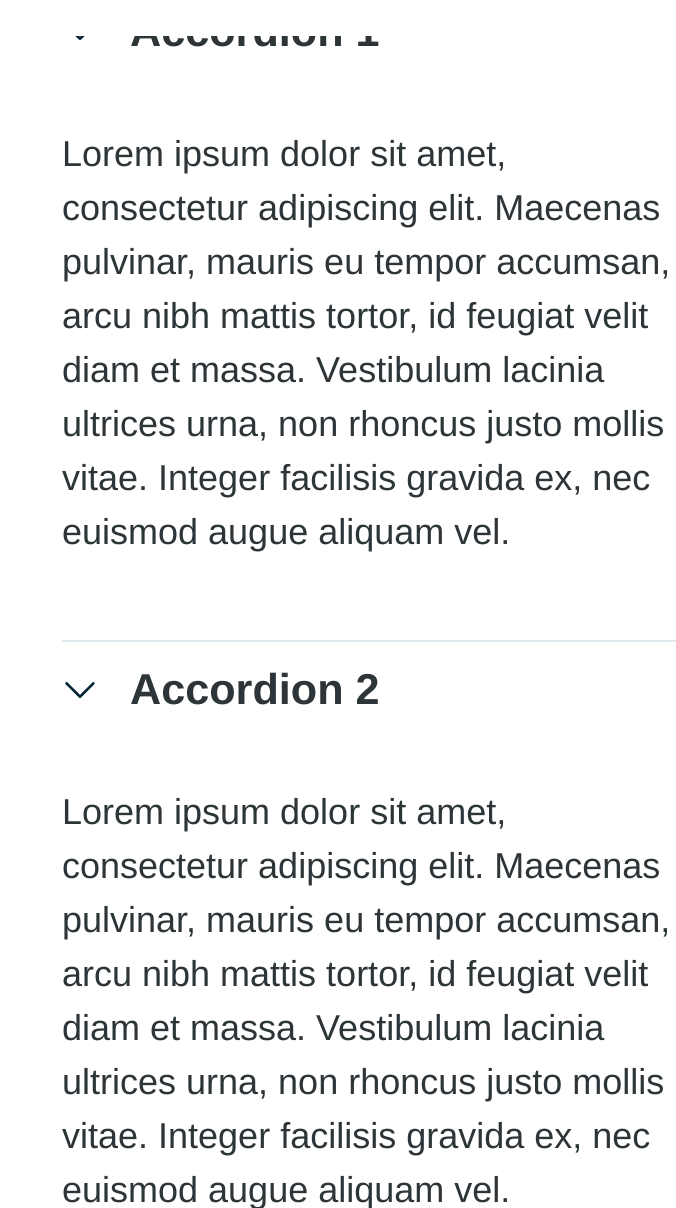 Accordion 1
Lorem ipsum dolor sit amet,
consectetur adipiscing elit. Maecenas
pulvinar, mauris eu tempor accumsan,
arcu nibh mattis tortor, id feugiat velit
diam et massa. Vestibulum lacinia
ultrices urna, non rhoncus justo mollis
vitae. Integer facilisis gravida ex, nec
euismod augue aliquam vel.
Accordion 2
Lorem ipsum dolor sit amet,
consectetur adipiscing elit. Maecenas
pulvinar, mauris eu tempor accumsan,
arcu nibh mattis tortor, id feugiat velit
diam et massa. Vestibulum lacinia
ultrices urna, non rhoncus justo mollis
vitae. Integer facilisis gravida ex, nec
euismod augue aliquam vel.